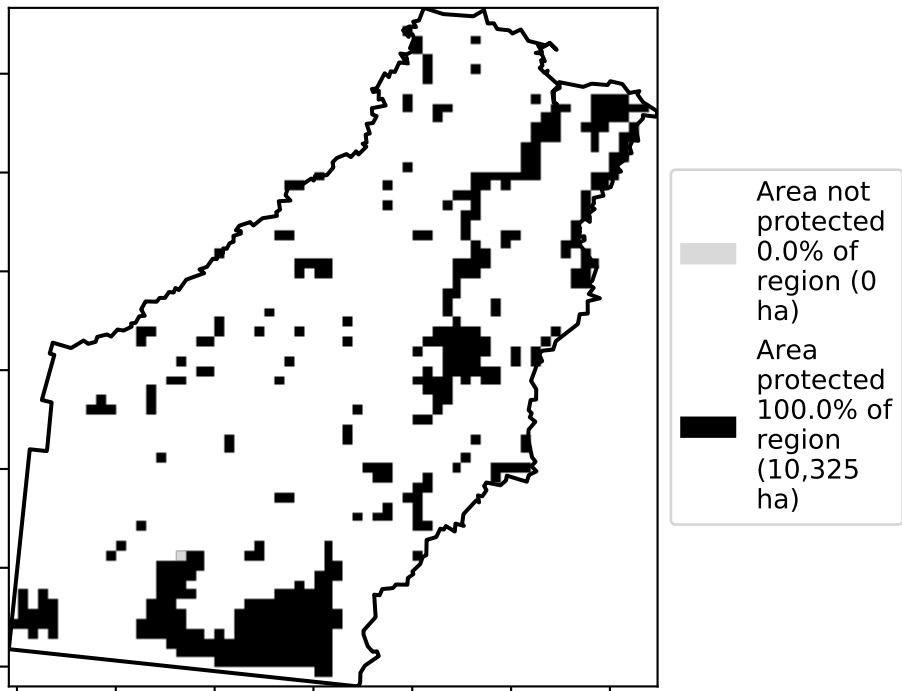 Area not
protected
0.0% of
region (0
ha)
Area
protected
100.0% of
region
(10,325
ha)